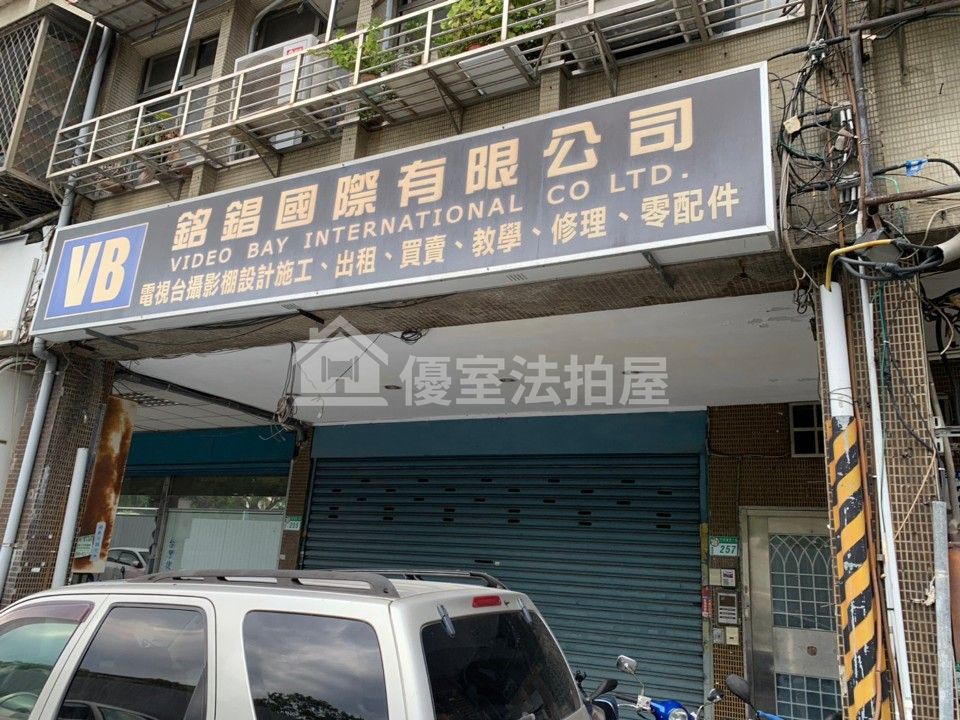 VB
銘錩國際有限公司
VIDEO BAY INTERNATIONAL CO LTD.
電視台攝影棚設計施工、出租、買賣、教學、修理、零配件
優室法拍屋
257